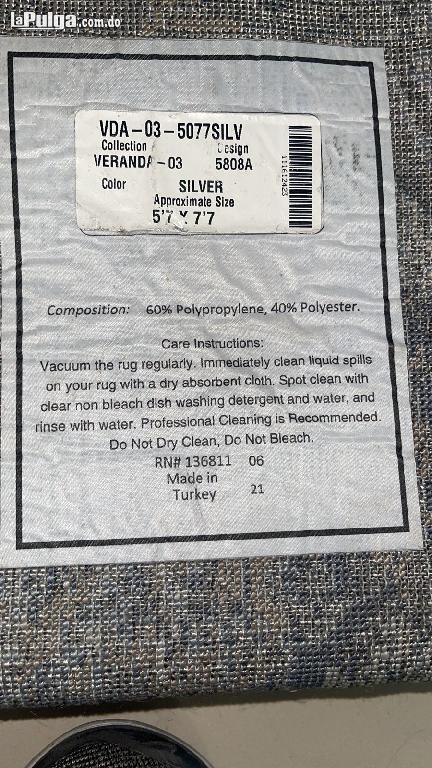 laPulga.com.do
VDA-03-5077SILV
Collection Design
VERANDA-03 5808A
Color SILVER
Approximate Size
5'7 X 7'7
111612425
Composition: 60% Polypropylene, 40% Polyester.
Care Instructions:
Vacuum the rug regularly. Immediately clean liquid spills
on your rug with a dry absorbent cloth. Spot clean with
clear non bleach dish washing detergent and water, and
rinse with water. Professional Cleaning is Recommended.
Do Not Dry Clean, Do Not Bleach.
RN# 136811 06
Made in
Turkey 21